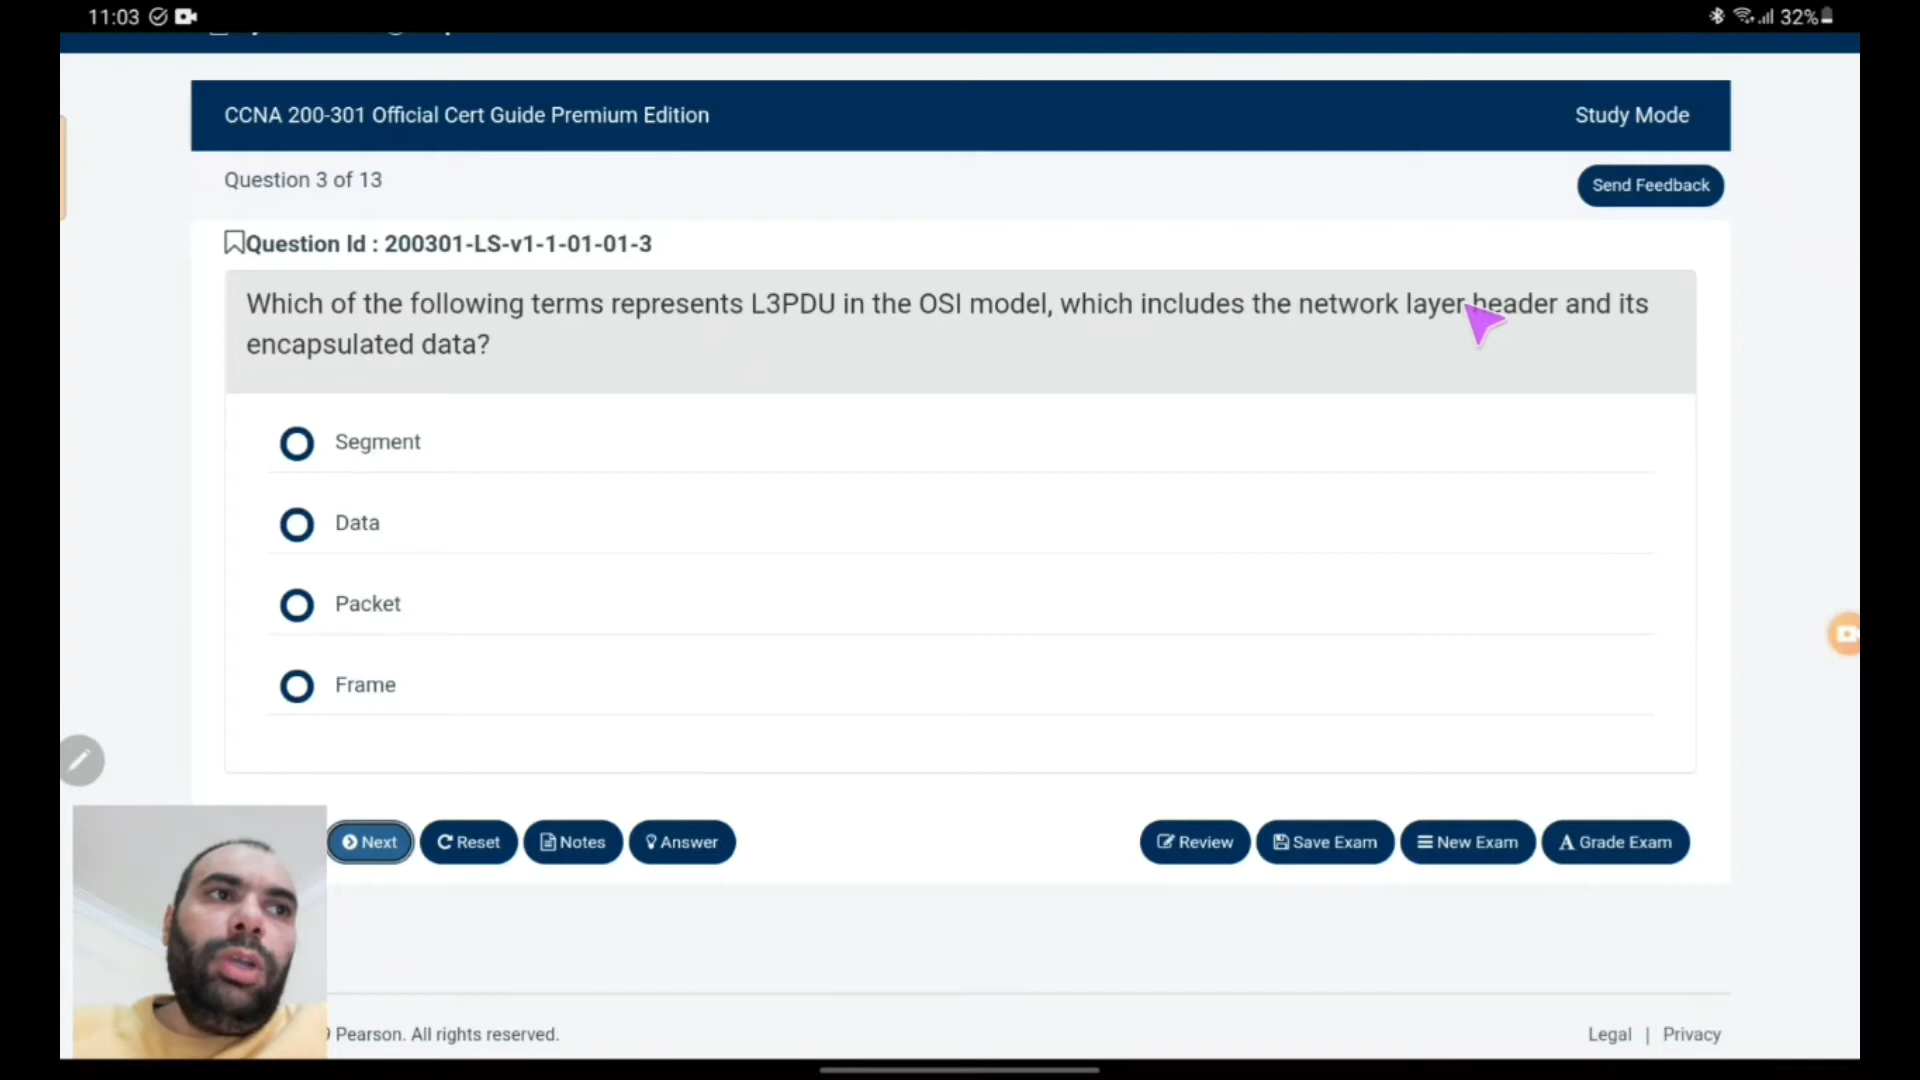 11:03
32%
CCNA 200-301 Official Cert Guide Premium Edition
Study Mode
Question 3 of 13
Send Feedback
Question Id : 200301-LS-v1-1-01-01-3
Which of the following terms represents L3PDU in the OSI model, which includes the network layer header and its
encapsulated data?
Segment
Data
Packet
Frame
Next
Reset
Notes
Answer
Review
Save Exam
New Exam
A Grade Exam
Pearson. All rights reserved.
Legal | Privacy